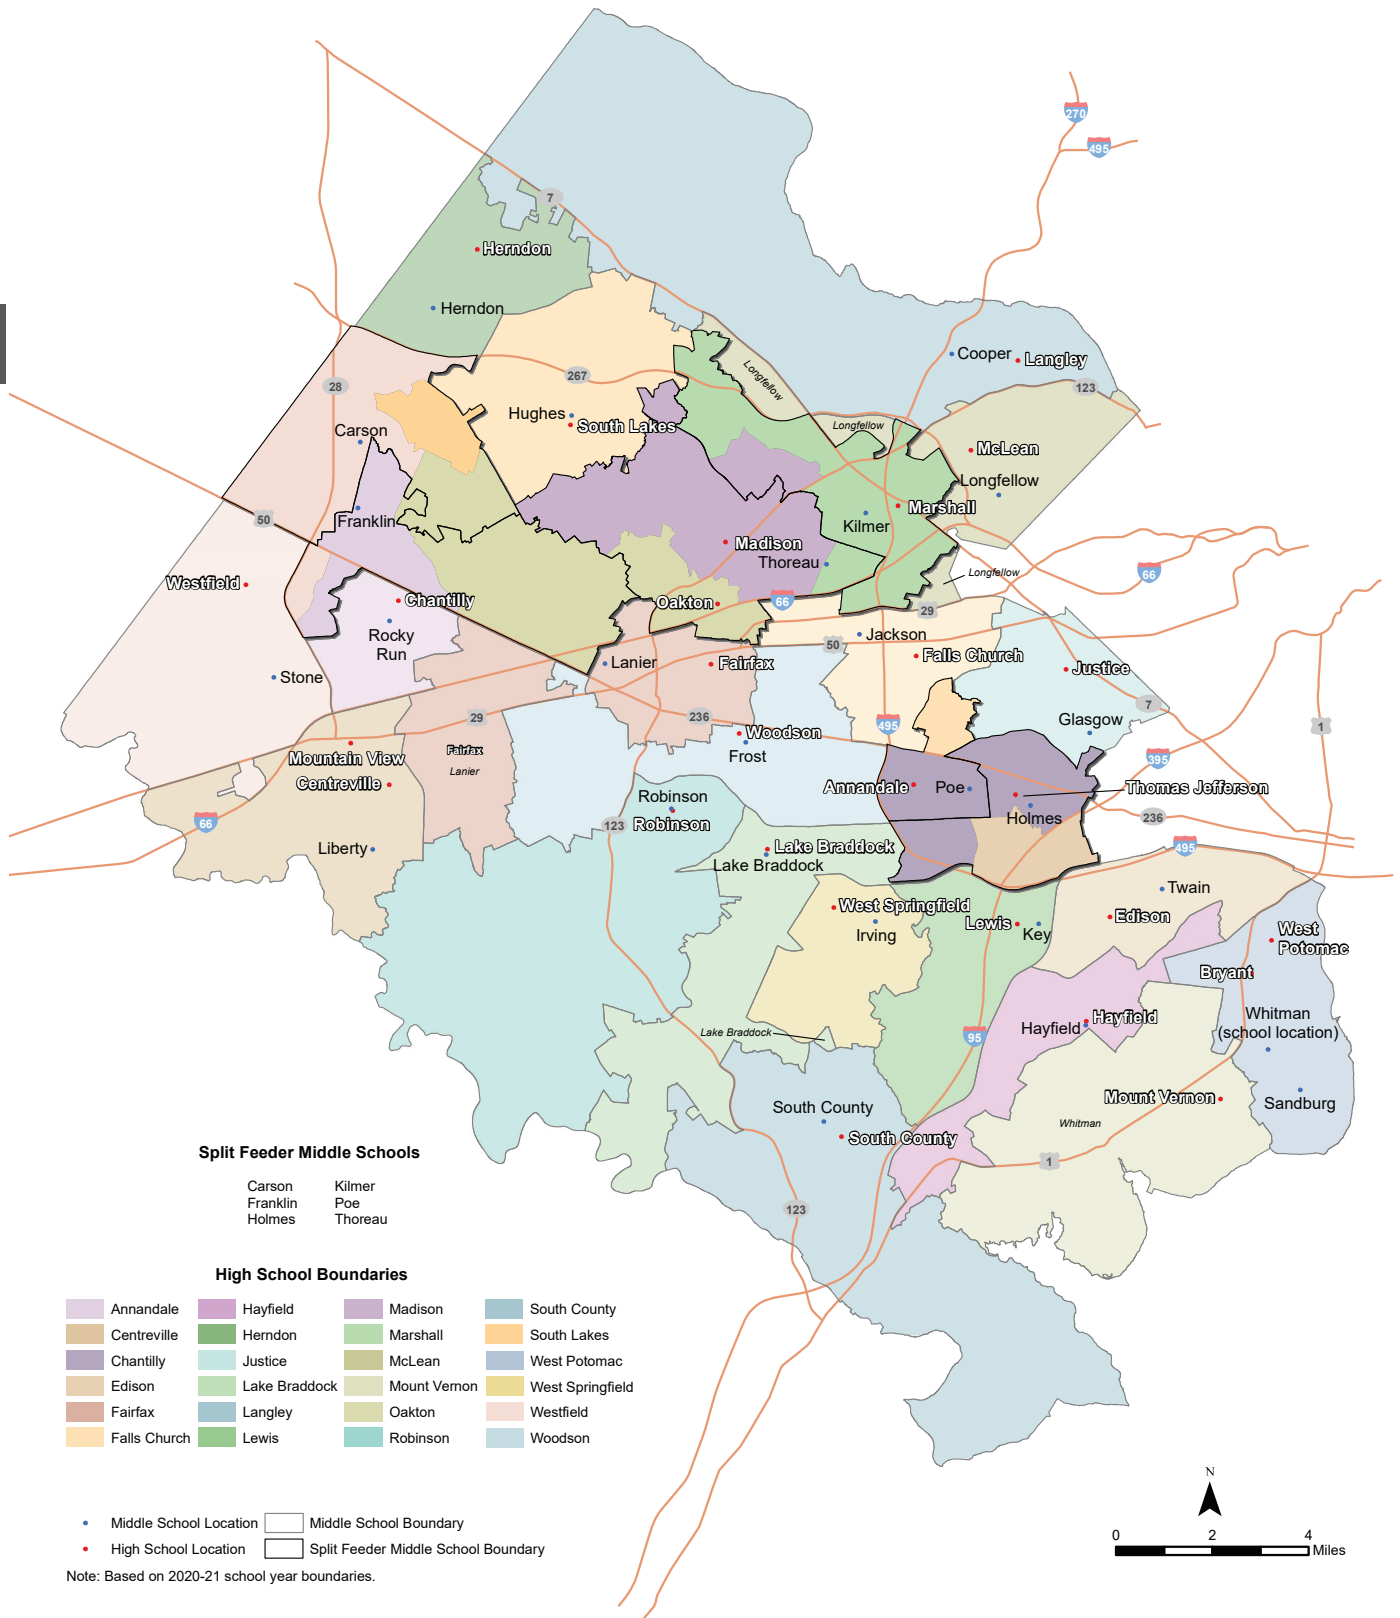 270
495
7
Herndon
Herndon
Cooper
Langley
123
28
267
Longfellow
Hughes
South Lakes
Longfellow
Carson
McLean
Longfellow
50
Franklin
Marshall
Kilmer
Madison
Thoreau
66
Longfellow
Westfield
Chantilly
Oakton
66
29
Rocky
Run
Jackson
50
Falls Church
Lanier
Fairfax
Justice
Stone
29
236
495
7
Glasgow
1
Woodson
Frost
Mountain View
Fairfax
Lanier
Centreville
395
Annandale
Poe
Thomas Jefferson
Robinson
Robinson
Holmes
236
66
123
Liberty
Lake Braddock
Lake Braddock
495
Twain
West Springfield
Irving
Lewis
Key
Edison
West
Potomac
Bryant
Hayfield
Hayfield
Whitman
(school location)
Lake Braddock
95
South County
South County
Mount Vernon
Whitman
Sandburg
1
123
Split Feeder Middle Schools
Carson Kilmer
Franklin Poe
Holmes Thoreau
High School Boundaries
Annandale Hayfield Madison South County
Centreville Herndon Marshall South Lakes
Chantilly Justice McLean West Potomac
Edison Lake Braddock Mount Vernon West Springfield
Fairfax Langley Oakton Westfield
Falls Church Lewis Robinson Woodson
N
Middle School Location Middle School Boundary
High School Location Split Feeder Middle School Boundary
0 2 4
Miles
Note: Based on 2020-21 school year boundaries.